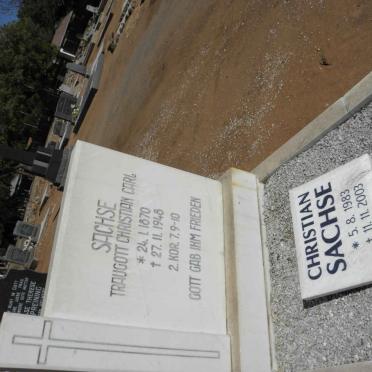 SACHSE
TRAUGOTT CHRISTIAN CARL
* 24.1.1870
† 27.11.1948
2. KOR. 7. 9-10
GOTT GAB IHM FRIEDEN
CHRISTIAN
SACHSE
* 5.8.1983
† 11.11.2003
SACHSE